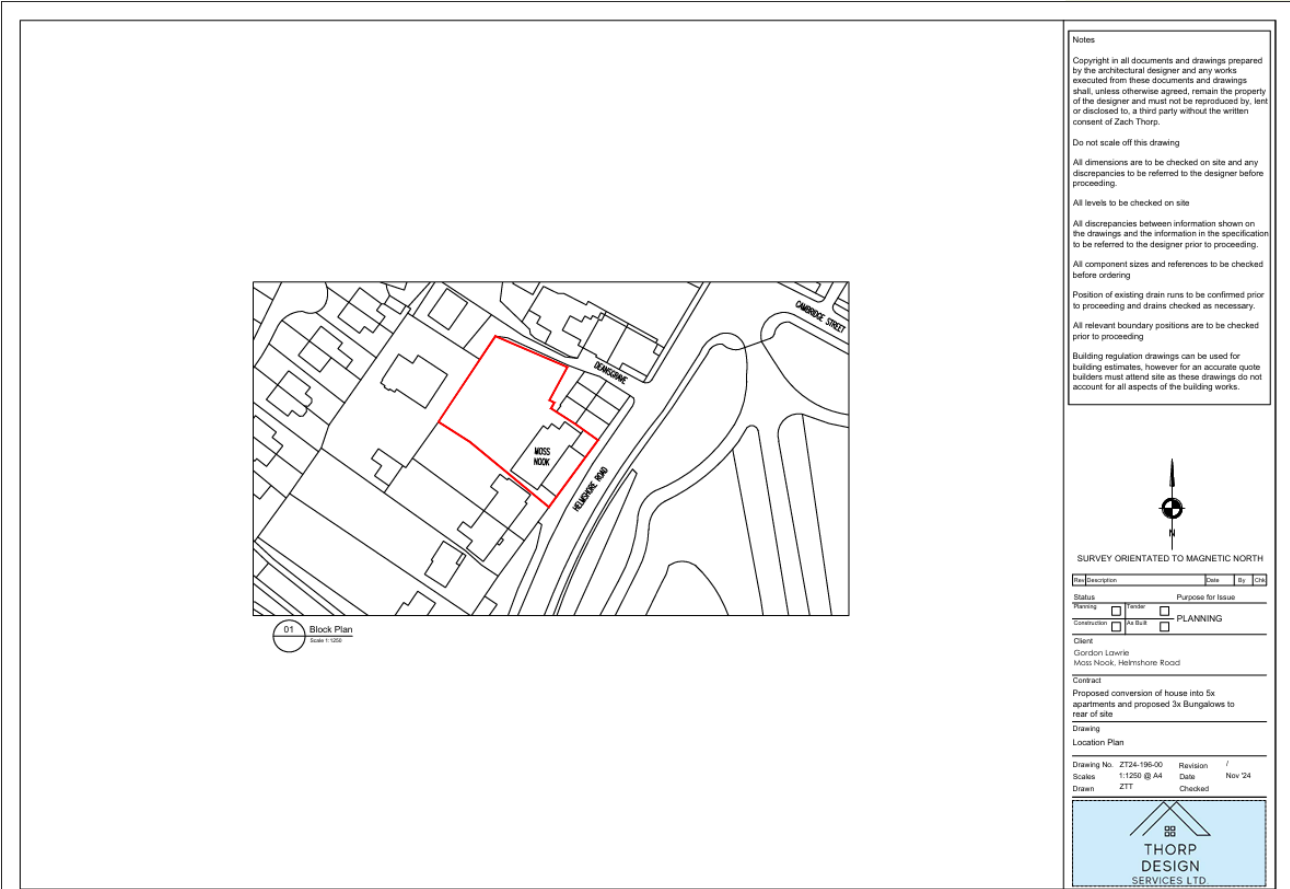 Notes
Copyright in all documents and drawings prepared
by the architectural designer and any works
executed from these documents and drawings
shall, unless otherwise agreed, remain the property
of the designer and must not be reproduced by, lent
or disclosed to, a third party without the written
consent of Zach Thorp.
Do not scale off this drawing
All dimensions are to be checked on site and any
discrepancies to be referred to the designer before
proceeding.
All levels to be checked on site
All discrepancies between information shown on
the drawings and the information in the specification
to be referred to the designer prior to proceeding.
All component sizes and references to be checked
before ordering
Position of existing drain runs to be confirmed prior
to proceeding and drains checked as necessary.
All relevant boundary positions are to be checked
prior to proceeding
Building regulation drawings can be used for
building estimates, however for an accurate quote
builders must attend site as these drawings do not
account for all aspects of the building works.
CAMBRIDGE STREET
DEANSGRAVE
MOSS
NOOK
HELMSHORE ROAD
01 Block Plan
Scale 1:1250
N
SURVEY ORIENTATED TO MAGNETIC NORTH
Rev Description Date By Chk
Status Purpose for Issue
Planning Tender
PLANNING
Construction As Built
Client
Gordon Lawrie
Moss Nook, Helmshore Road
Contract
Proposed conversion of house into 5x
apartments and proposed 3x Bungalows to
rear of site
Drawing
Location Plan
Drawing No. ZT24-196-00 Revision /
Scales 1:1250 @ A4 Date Nov '24
Drawn ZTT Checked
THORP
DESIGN
SERVICES LTD.